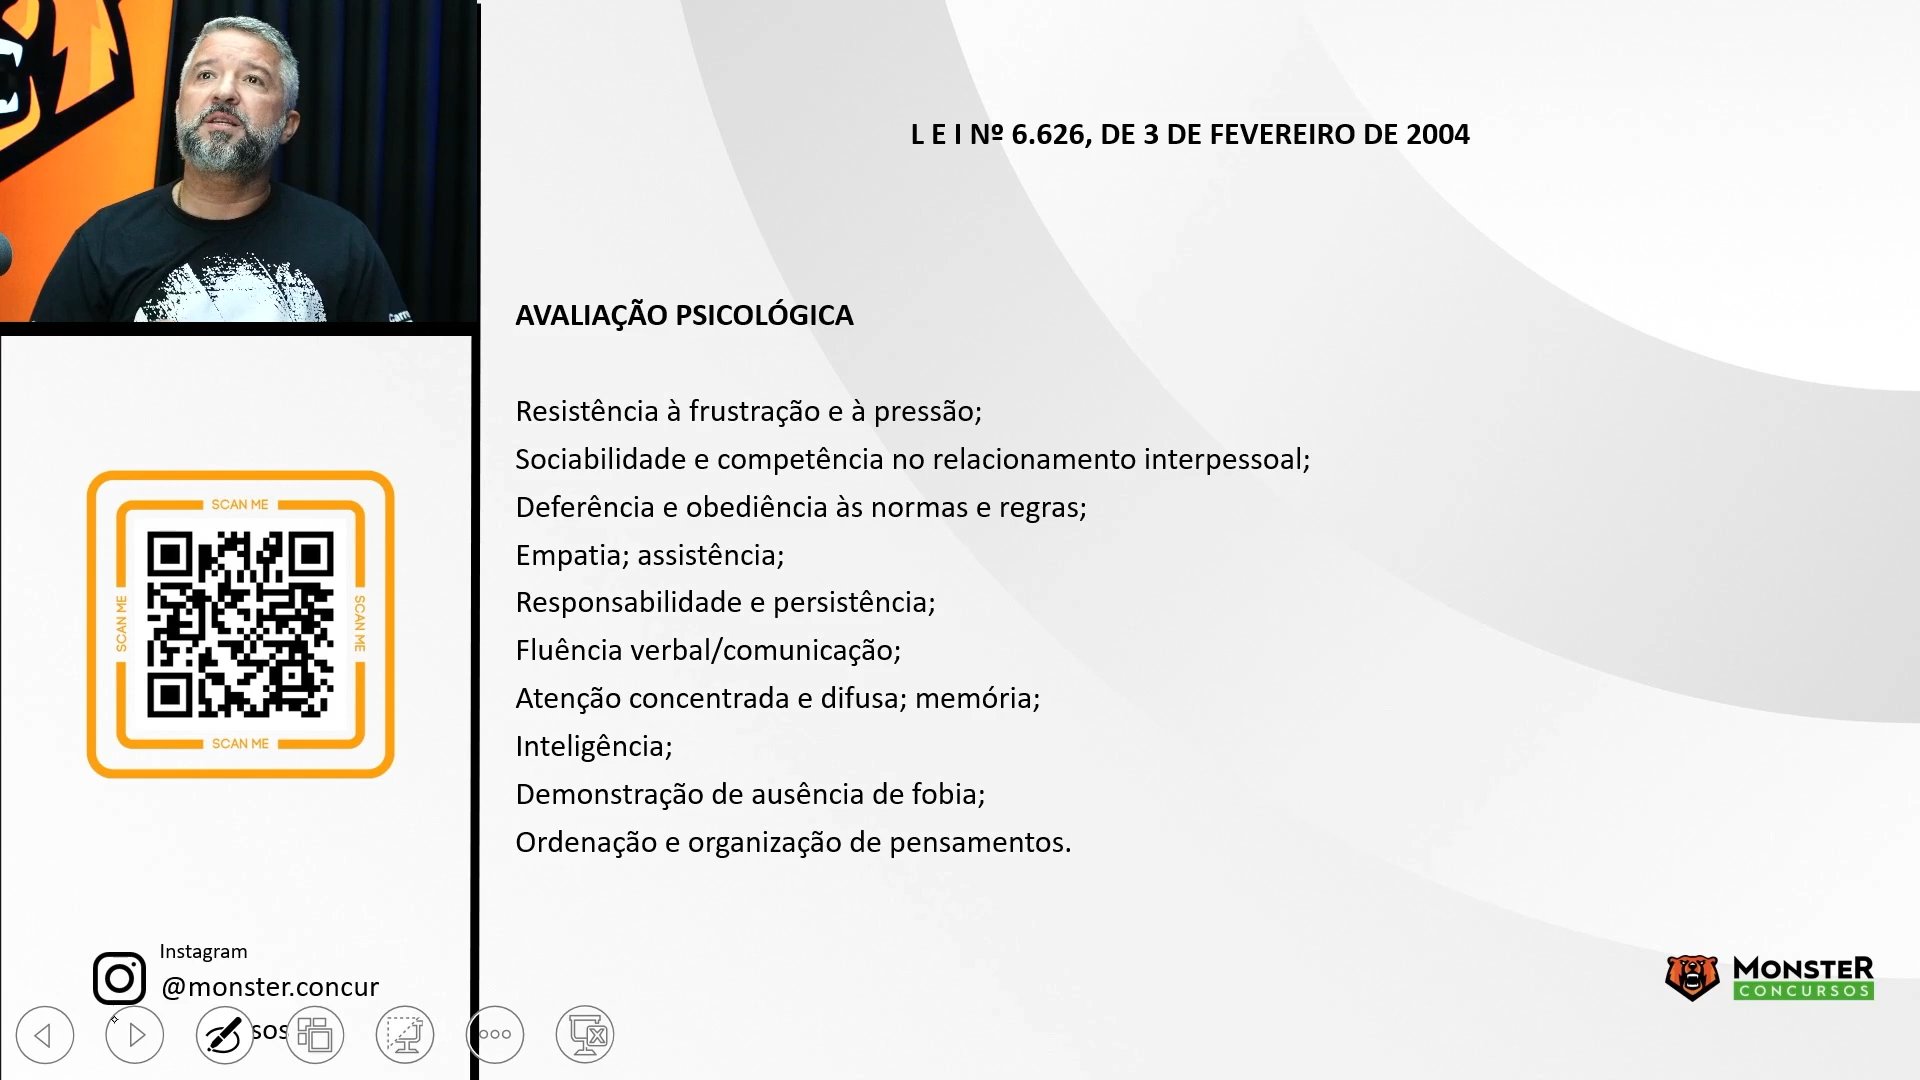 L E I Nº 6.626, DE 3 DE FEVEREIRO DE 2004
AVALIAÇÃO PSICOLÓGICA
Resistência à frustração e à pressão;
Sociabilidade e competência no relacionamento interpessoal;
Deferência e obediência às normas e regras;
Empatia; assistência;
Responsabilidade e persistência;
Fluência verbal/comunicação;
Atenção concentrada e difusa; memória;
Inteligência;
Demonstração de ausência de fobia;
Ordenação e organização de pensamentos.
SCAN ME
SCAN ME
SCAN ME
SCAN ME
Instagram
@monster.concur
sos
MONSTER
CONCURSOS